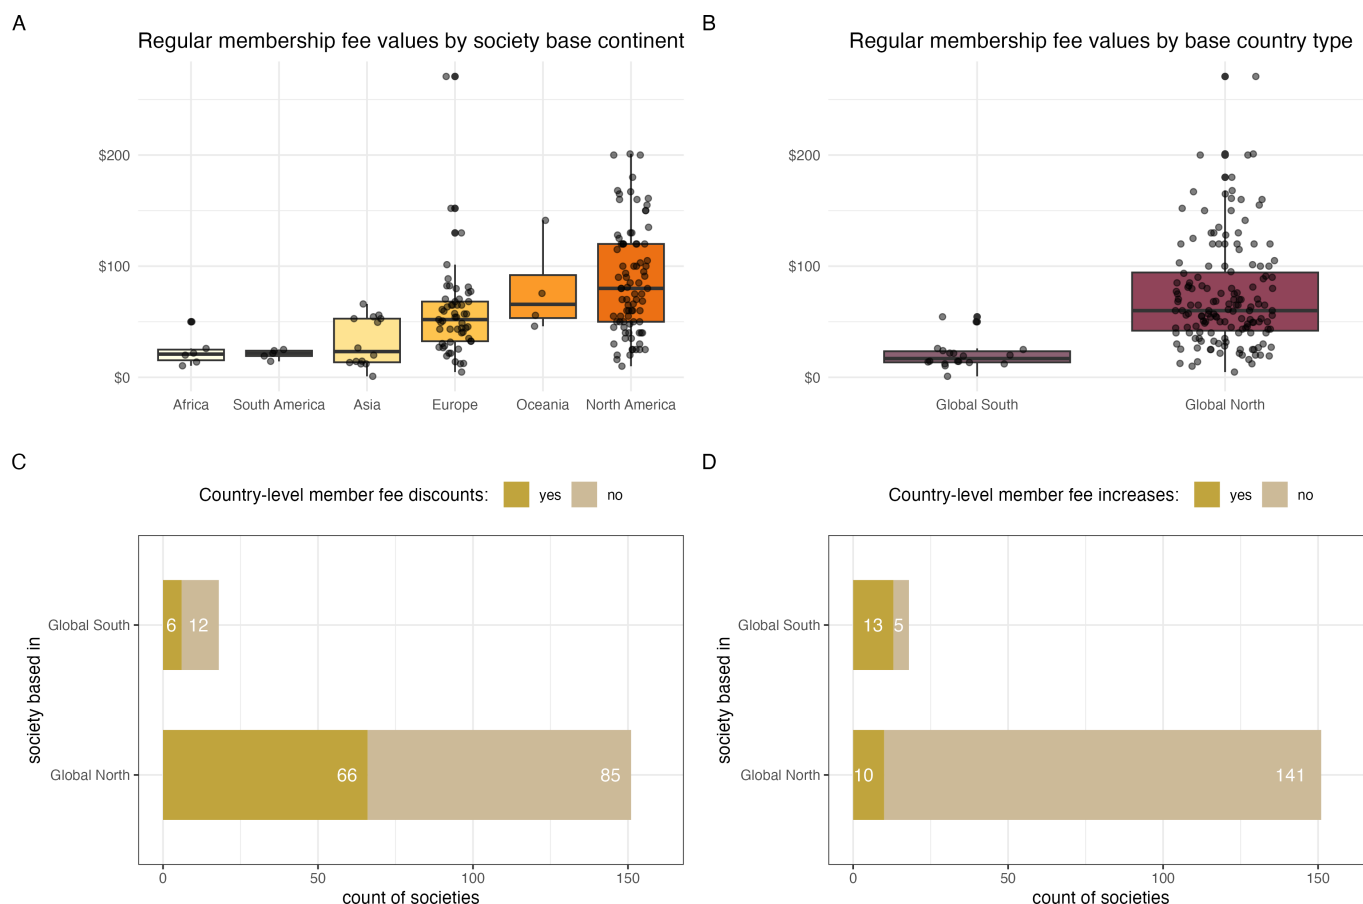 A
Regular membership fee values by society base continent
$200
$100
$0
Africa
South America
Asia
Europe
Oceania
North America
B
Regular membership fee values by base country type
$200
$100
$0
Global South
Global North
C
Country-level member fee discounts: yes no
society based in
Global South
6 12
Global North
66 85
0 50 100 150
count of societies
D
Country-level member fee increases: yes no
society based in
Global South
13 5
Global North
10 141
0 50 100 150
count of societies